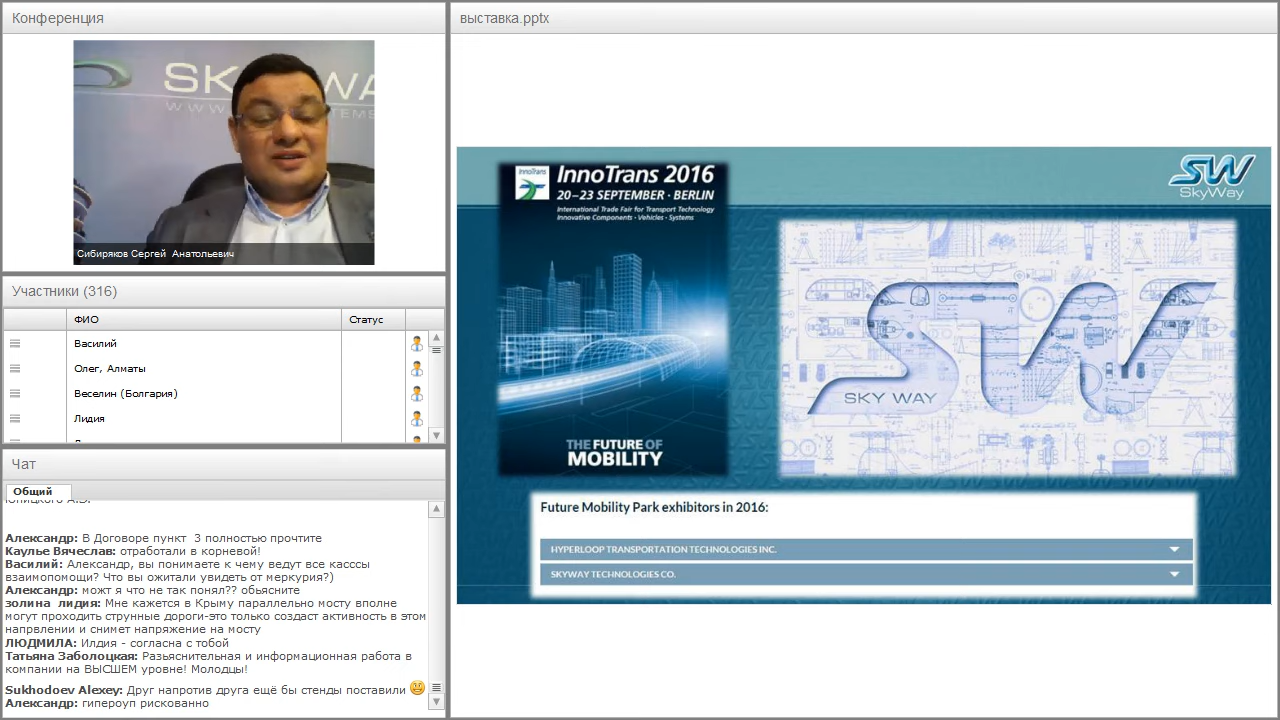 Конференция
SKYWA
WWW
Сибиряков Сергей Анатольевич
Участники (316)
ФИО
Статус
Василий
Олег, Алматы
Веселин (Болгария)
Лидия
Чат
Общий
Александр: В Договоре пункт 3 полностью прочтите
Каулье Вячеслав: отработали в корневой!
Василий: Александр, вы понимаете к чему ведут все касссы
взаимопомощи? Что вы ожитали увидеть от меркурия?)
Александр: можт я что не так понял?? обьясните
золина лидия: Мне кажется в Крыму параллельно мосту вполне
могут проходить струнные дороги-это только создаст активность в этом
напрвлении и снимет напряжение на мосту
ЛЮДМИЛА: Илдия - согласна с тобой
Татьяна Заболоцкая: Разьяснительная и информационная работа в
компании на ВЫСШЕМ уровне! Молодцы!
Sukhodoev Alexey: Друг напротив друга ещё бы стенды поставили
Александр: гипероуп рискованно
выставка.pptx
InnoTrans
InnoTrans 2016
20–23 SEPTEMBER · BERLIN
International Trade Fair for Transport Technology
Innovative Components · Vehicles · Systems
THE FUTURE OF
MOBILITY
SW
SkyWay
SW
SKY WAY
Future Mobility Park exhibitors in 2016:
HYPERLOOP TRANSPORTATION TECHNOLOGIES INC.
SKYWAY TECHNOLOGIES CO.